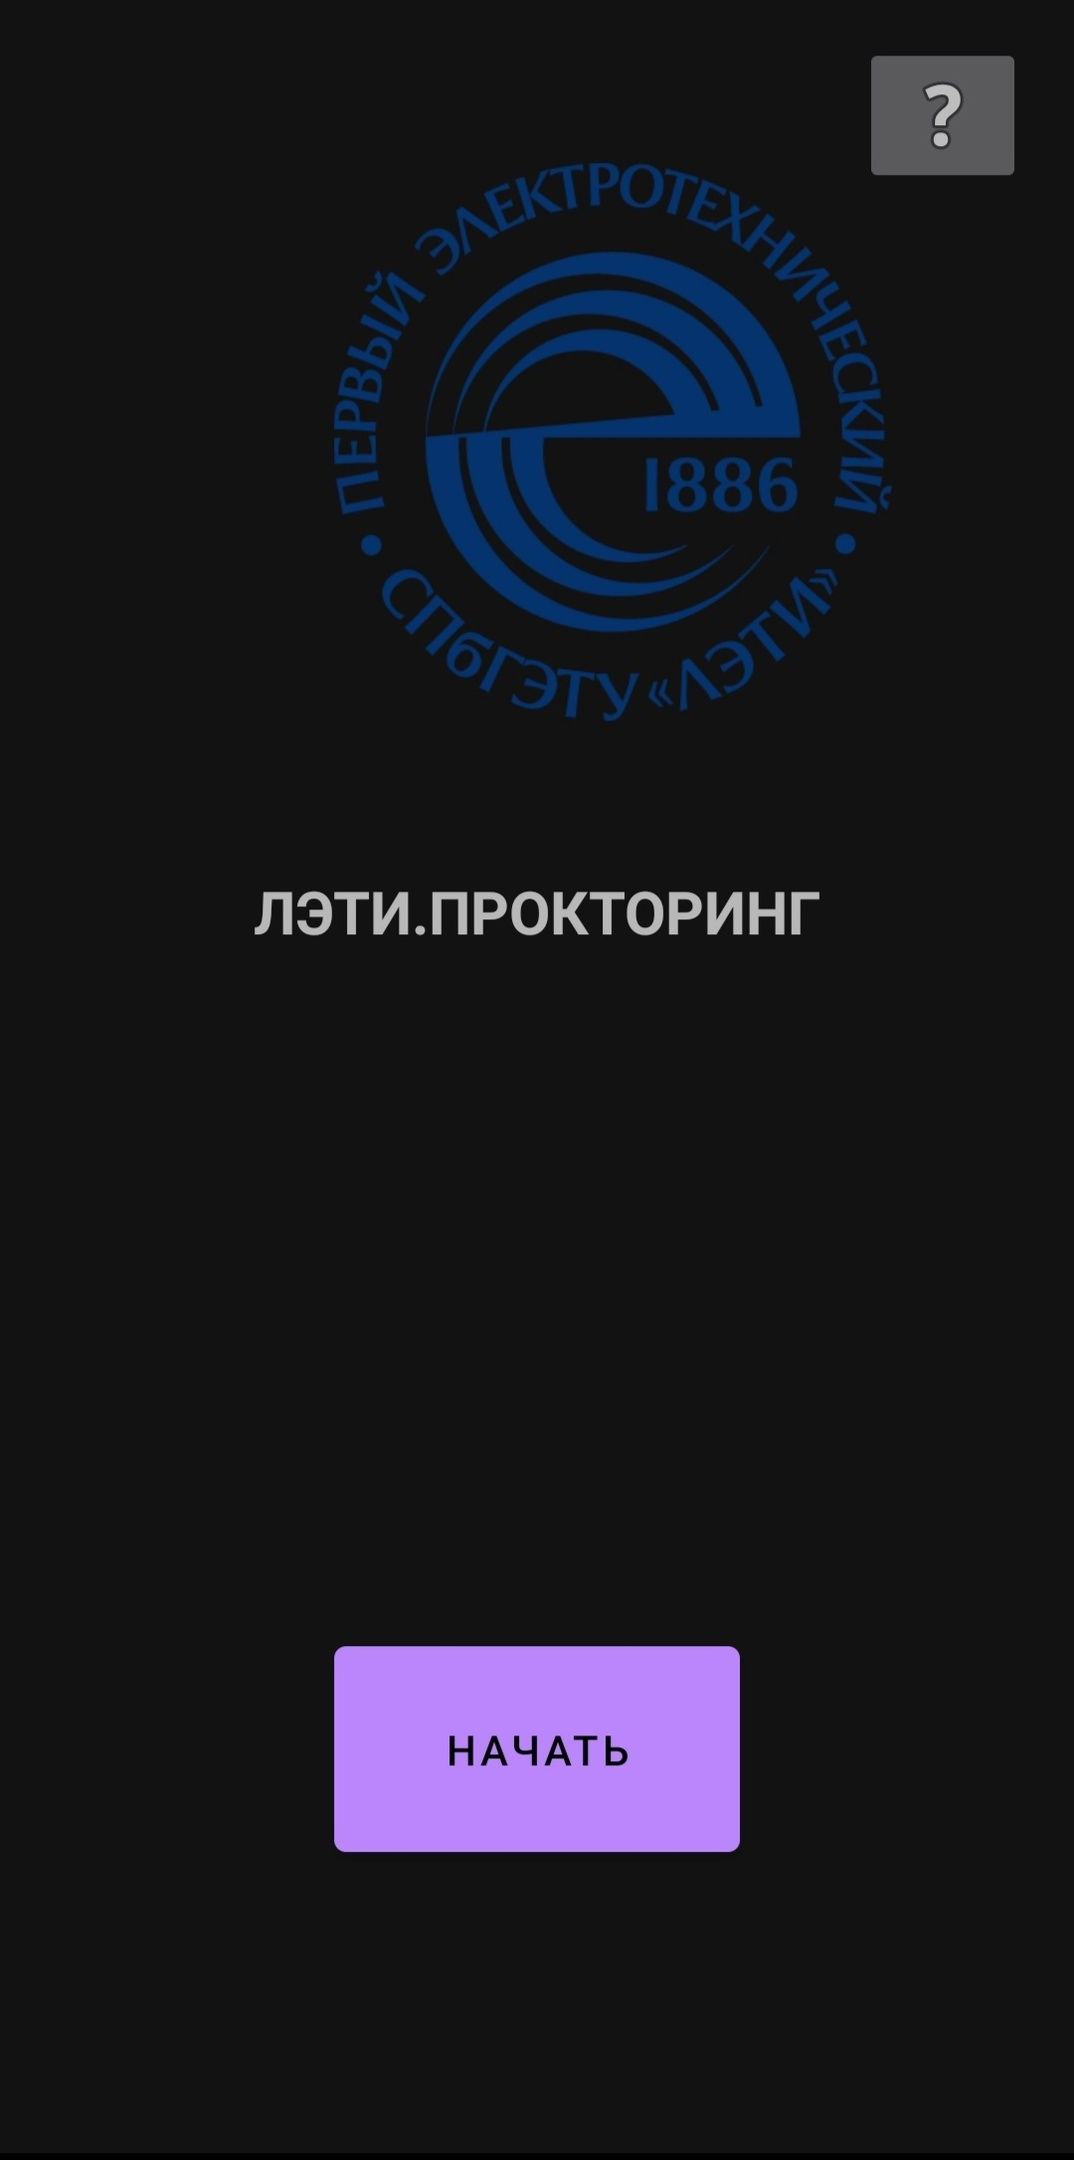 ?
ПЕРВЫЙ ЭЛЕКТРОТЕХНИЧЕСКИЙ
1886
• СПбГЭТУ «ЛЭТИ» •
ЛЭТИ.ПРОКТОРИНГ
НАЧАТЬ